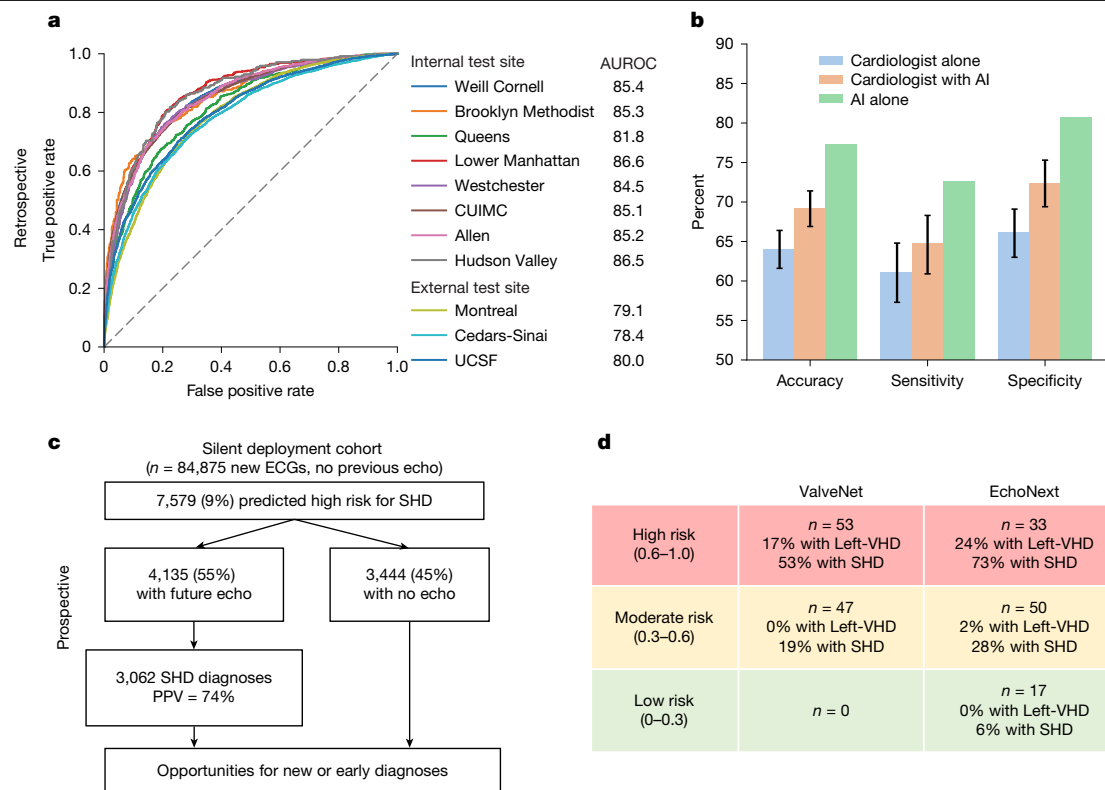 a
Retrospective
True positive rate
1.0
0.8
0.6
0.4
0.2
0
0
0.2
0.4
0.6
0.8
1.0
False positive rate
Internal test site AUROC
Weill Cornell 85.4
Brooklyn Methodist 85.3
Queens 81.8
Lower Manhattan 86.6
Westchester 84.5
CUIMC 85.1
Allen 85.2
Hudson Valley 86.5
External test site
Montreal 79.1
Cedars-Sinai 78.4
UCSF 80.0
b
Percent
90
85
80
75
70
65
60
55
50
Cardiologist alone
Cardiologist with AI
AI alone
Accuracy
Sensitivity
Specificity
c
Prospective
Silent deployment cohort
(n = 84,875 new ECGs, no previous echo)
7,579 (9%) predicted high risk for SHD
4,135 (55%)
with future echo
3,444 (45%)
with no echo
3,062 SHD diagnoses
PPV = 74%
Opportunities for new or early diagnoses
d
ValveNet
EchoNext
High risk
(0.6–1.0)
n = 53
17% with Left-VHD
53% with SHD
n = 33
24% with Left-VHD
73% with SHD
Moderate risk
(0.3–0.6)
n = 47
0% with Left-VHD
19% with SHD
n = 50
2% with Left-VHD
28% with SHD
Low risk
(0–0.3)
n = 0
n = 17
0% with Left-VHD
6% with SHD